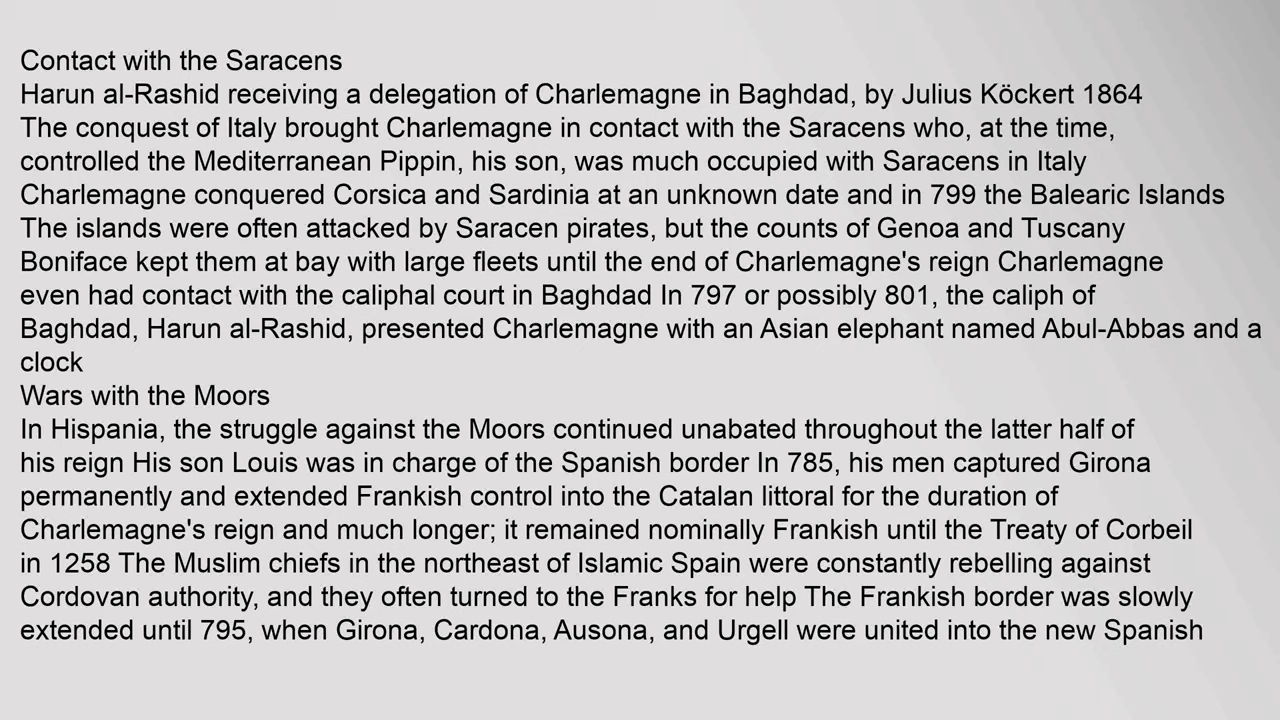 Contact with the Saracens
Harun al-Rashid receiving a delegation of Charlemagne in Baghdad, by Julius Köckert 1864
The conquest of Italy brought Charlemagne in contact with the Saracens who, at the time,
controlled the Mediterranean Pippin, his son, was much occupied with Saracens in Italy
Charlemagne conquered Corsica and Sardinia at an unknown date and in 799 the Balearic Islands
The islands were often attacked by Saracen pirates, but the counts of Genoa and Tuscany
Boniface kept them at bay with large fleets until the end of Charlemagne's reign Charlemagne
even had contact with the caliphal court in Baghdad In 797 or possibly 801, the caliph of
Baghdad, Harun al-Rashid, presented Charlemagne with an Asian elephant named Abul-Abbas and a
clock
Wars with the Moors
In Hispania, the struggle against the Moors continued unabated throughout the latter half of
his reign His son Louis was in charge of the Spanish border In 785, his men captured Girona
permanently and extended Frankish control into the Catalan littoral for the duration of
Charlemagne's reign and much longer; it remained nominally Frankish until the Treaty of Corbeil
in 1258 The Muslim chiefs in the northeast of Islamic Spain were constantly rebelling against
Cordovan authority, and they often turned to the Franks for help The Frankish border was slowly
extended until 795, when Girona, Cardona, Ausona, and Urgell were united into the new Spanish